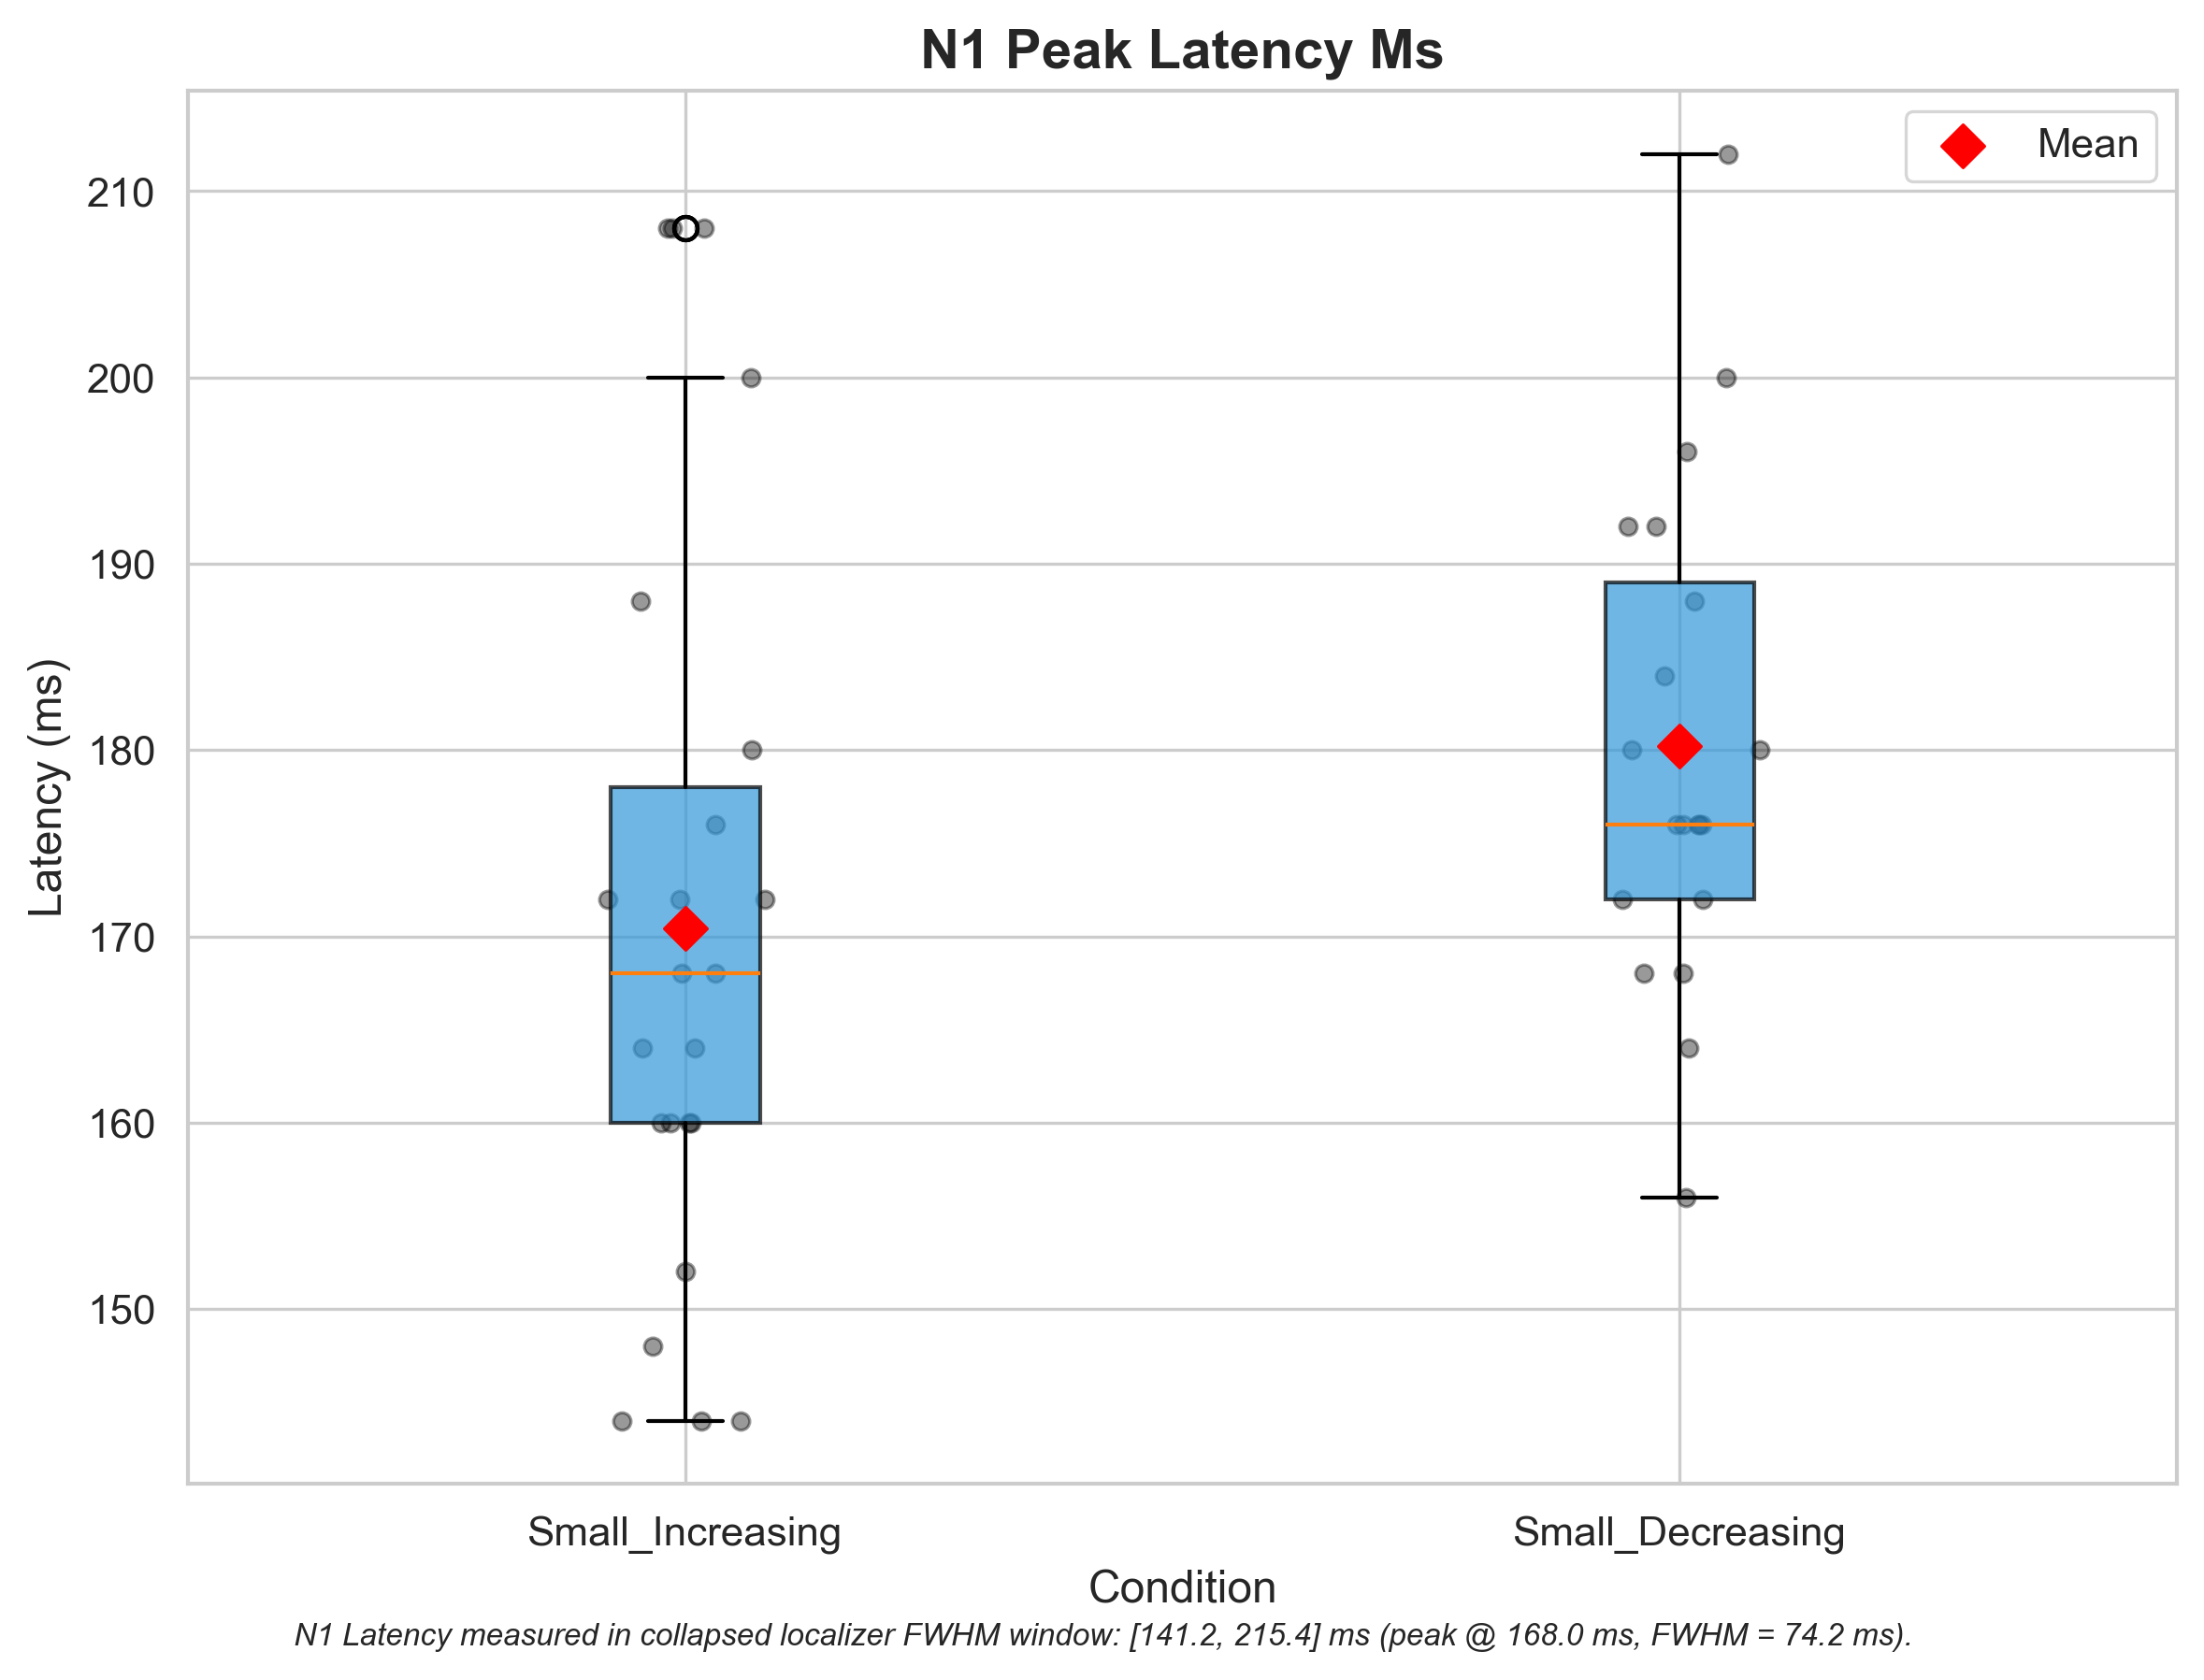 N1 Peak Latency Ms
Mean
210
200
190
180
170
160
150
Latency (ms)
Small_Increasing
Small_Decreasing
Condition
N1 Latency measured in collapsed localizer FWHM window: [141.2, 215.4] ms (peak @ 168.0 ms, FWHM = 74.2 ms).